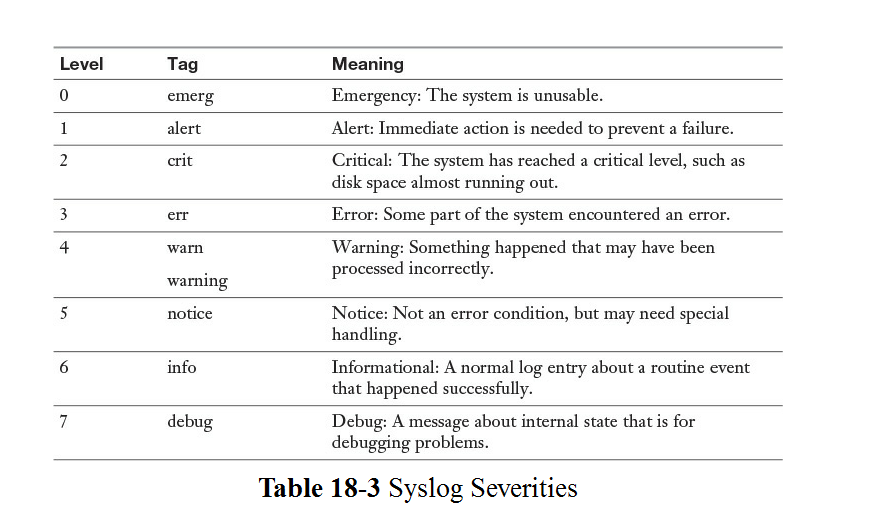 Level Tag Meaning
0 emerg Emergency: The system is unusable.
1 alert Alert: Immediate action is needed to prevent a failure.
2 crit Critical: The system has reached a critical level, such as
disk space almost running out.
3 err Error: Some part of the system encountered an error.
4 warn Warning: Something happened that may have been
processed incorrectly.
warning
5 notice Notice: Not an error condition, but may need special
handling.
6 info Informational: A normal log entry about a routine event
that happened successfully.
7 debug Debug: A message about internal state that is for
debugging problems.
Table 18-3 Syslog Severities